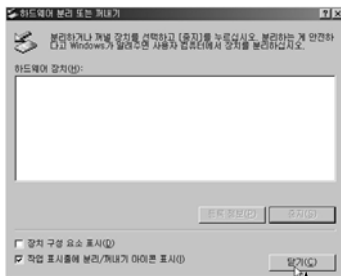 하드웨어 분리 또는 꺼내기
분리하거나 꺼낼 장치를 선택하고 [중지]를 누르십시오. 분리하는 게 안전하
다고 Windows가 알려주면 사용자 컴퓨터에서 장치를 분리하십시오.
하드웨어 장치(H):
등록 정보(P) 중지(S)
장치 구성 요소 표시(D)
작업 표시줄에 분리/꺼내기 아이콘 표시(I)
닫기(C)